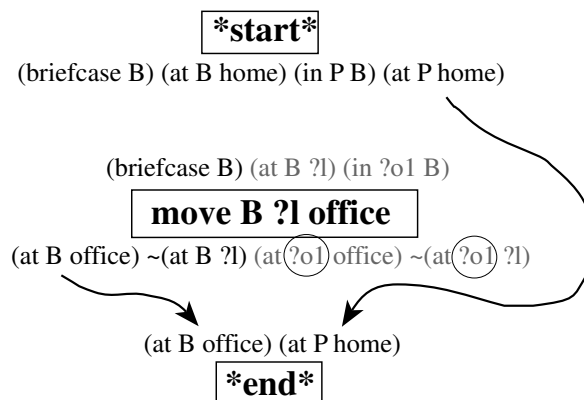 *start*
(briefcase B) (at B home) (in P B) (at P home)
(briefcase B) (at B ?l) (in ?o1 B)
move B ?l office
(at B office) ~(at B ?l) (at ?o1 office) ~(at ?o1 ?l)
(at B office) (at P home)
*end*